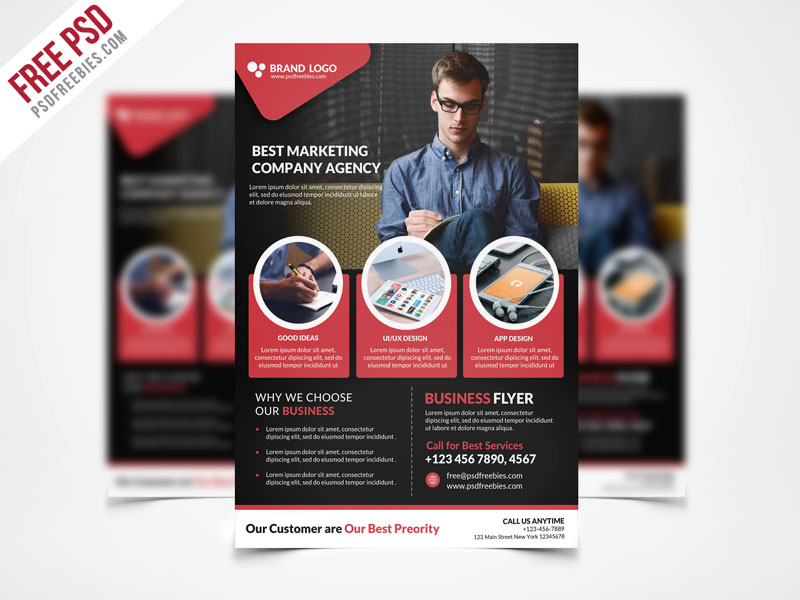 FREE PSD
PSDFREEBIES.COM
BRAND LOGO
www.psdfreebies.com
BEST MARKETING
COMPANY AGENCY
Lorem ipsum dolor sit amet, consectetur dipiscing
elit, sed do eiusmod tempor incididunt ut labore
et dolore magna aliqua.
GOOD IDEAS
Lorem ipsum dolor sit amet,
consectetur dipiscing elit, sed do
eiusmod tempor incididunt ut
UI/UX DESIGN
Lorem ipsum dolor sit amet,
consectetur dipiscing elit, sed do
eiusmod tempor incididunt ut
APP DESIGN
Lorem ipsum dolor sit amet,
consectetur dipiscing elit, sed do
eiusmod tempor incididunt ut
WHY WE CHOOSE
OUR BUSINESS
Lorem ipsum dolor sit amet, consectetur
dipiscing elit, sed do tempor incididunt .
Lorem ipsum dolor sit amet, consectetur
dipiscing elit, sed do tempor incididunt .
Lorem ipsum dolor sit amet, consectetur
dipiscing elit, sed do tempor incididunt .
BUSINESS FLYER
Lorem ipsum dolor sit amet, consectetur
dipiscing elit, sed do eiusmod tempor incididunt
ut labore et dolore.
Call for Best Services
+123 456 7890, 4567
free@psdfreebies.com
www.psdfreebies.com
Our Customer are Our Best Preority
CALL US ANYTIME
+123-456-7889
123 Main Street New York 12345678